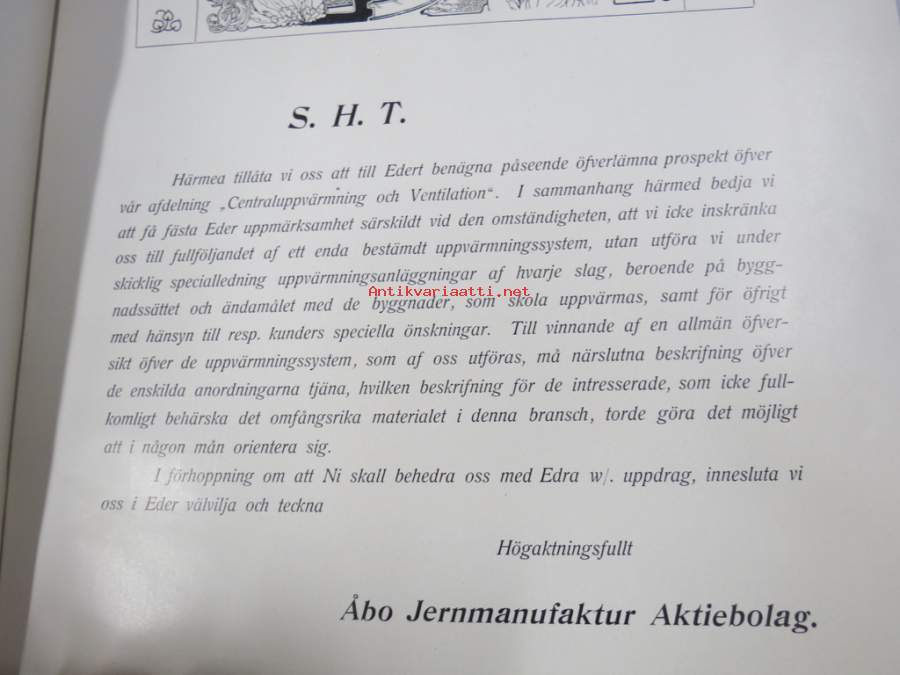 S. H. T.
Härmed tillåta vi oss att till Edert benägna påseende öfverlämna prospekt öfver
vår afdelning „Centraluppvärmning och Ventilation“. I sammanhang härmed bedja vi
att få fästa Eder uppmärksamhet särskildt vid den omständigheten, att vi icke inskränka
oss till fullföljandet af ett enda bestämdt uppvärmningssystem, utan utföra vi under
skicklig specialledning uppvärmningsanläggningar af hvarje slag, beroende på bygg-
Antikvariaatti.net
nadssättet och ändamålet med de byggnader, som skola uppvärmas, samt för öfrigt
med hänsyn till resp. kunders speciella önskningar. Till vinnande af en allmän öfver-
sikt öfver de uppvärmningssystem, som af oss utföras, må närslutna beskrifning öfver
de enskilda anordningarna tjäna, hvilken beskrifning för de intresserade, som icke full-
komligt behärska det omfångsrika materialet i denna bransch, torde göra det möjligt
att i någon mån orientera sig.
I förhoppning om att Ni skall behedra oss med Edra w/. uppdrag, innesluta vi
oss i Eder välvilja och teckna
Högaktningsfullt
Åbo Jernmanufaktur Aktiebolag.